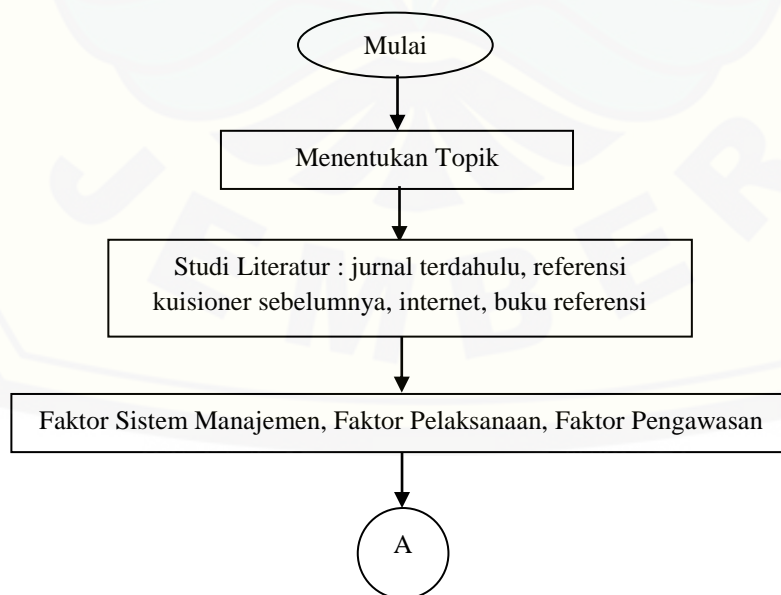 Mulai
Menentukan Topik
Studi Literatur : jurnal terdahulu, referensi
kuisioner sebelumnya, internet, buku referensi
Faktor Sistem Manajemen, Faktor Pelaksanaan, Faktor Pengawasan
A
JEMBER